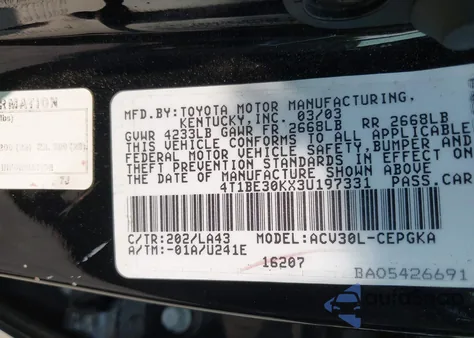 MFD.BY:TOYOTA MOTOR MANUFACTURING,
KENTUCKY,INC. 03/03
GVWR 4233LB GAWR FR 2668LB RR 2668LB
THIS VEHICLE CONFORMS TO ALL APPLICABLE
FEDERAL MOTOR VEHICLE SAFETY,BUMPER AND
THEFT PREVENTION STANDARDS IN EFFECT ON
THE DATE OF MANUFACTURE SHOWN ABOVE.
4T1BE30KX3U197331 PASS.CAR
C/TR:202/LA43 MODEL:ACV30L-CEPGKA
A/TM:-01A/U241E
16207
BA05426691